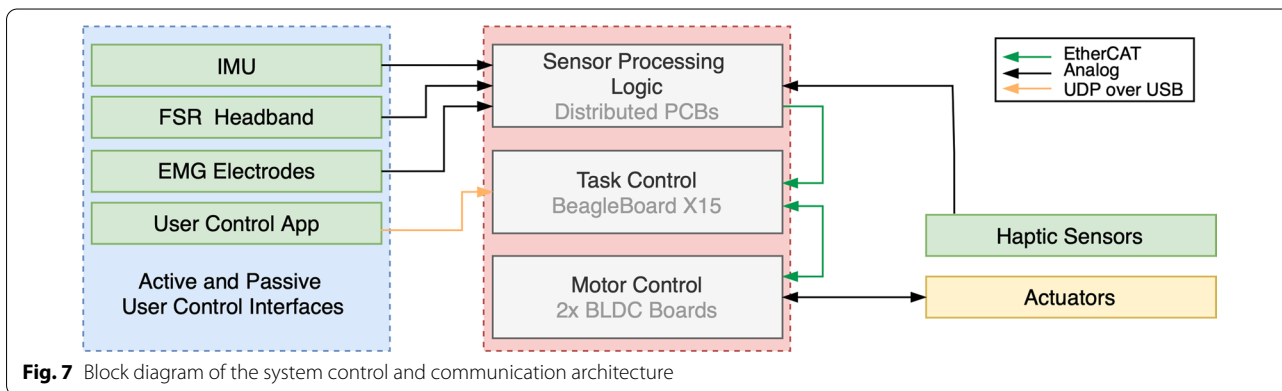 IMU
FSR Headband
EMG Electrodes
User Control App
Active and Passive
User Control Interfaces
Sensor Processing
Logic
Distributed PCBs
Task Control
BeagleBoard X15
Motor Control
2x BLDC Boards
EtherCAT
Analog
UDP over USB
Haptic Sensors
Actuators
Fig. 7 Block diagram of the system control and communication architecture